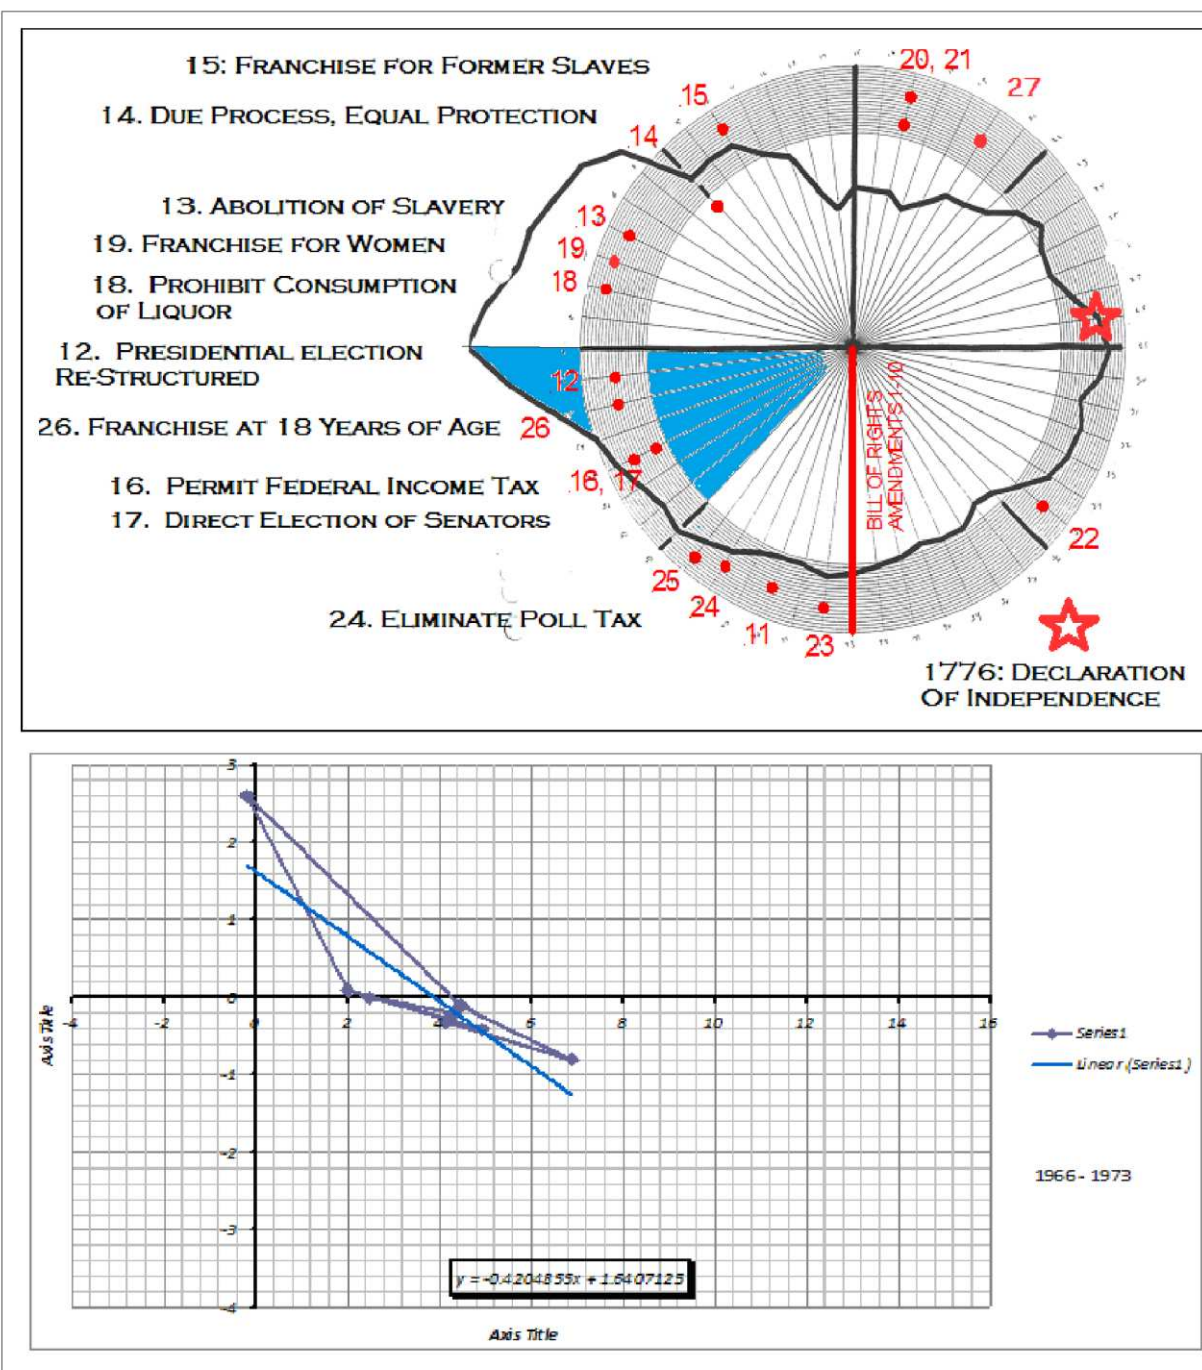 15: Franchise for Former Slaves
14. Due Process, Equal Protection
13. Abolition of Slavery
19. Franchise for Women
18. Prohibit Consumption
of Liquor
12. Presidential election
Re-Structured
26. Franchise at 18 Years of Age
16. Permit Federal Income Tax
17. Direct Election of Senators
24. Eliminate Poll Tax
20, 21
27
15
14
13
19
18
12
26
16, 17
25
24
11
23
22
BILL OF RIGHTS
AMENDMENTS 1-10
1776: Declaration
Of Independence
3
2
1
0
-1
-2
-3
-4
-4
-2
0
2
4
6
8
10
12
14
16
Axis Title
Axis Title
Series1
Linear (Series1)
1966 - 1973
y = -0.4204855x + 1.6407125